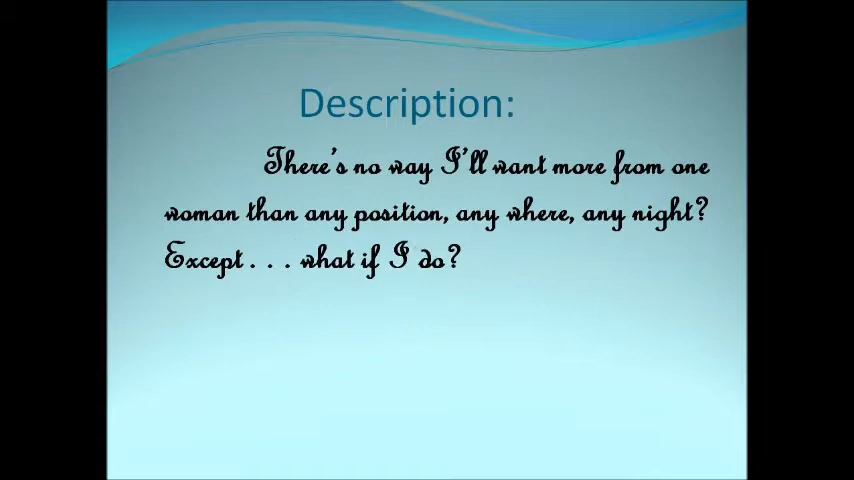 Description:
There's no way I'll want more from one
woman than any position, any where, any night?
Except . . . what if I do?